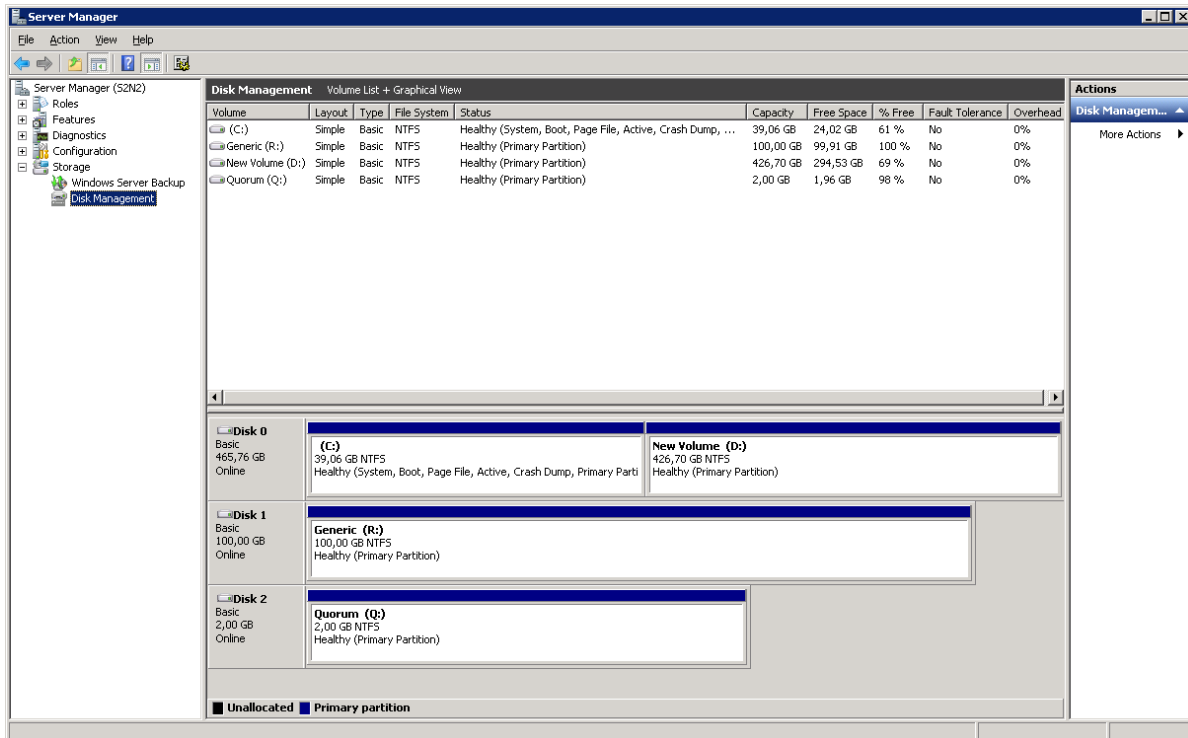 Server Manager
File Action View Help
Server Manager (S2N2)
Roles
Features
Diagnostics
Configuration
Storage
Windows Server Backup
Disk Management
Disk Management Volume List + Graphical View
Volume Layout Type File System Status Capacity Free Space % Free Fault Tolerance Overhead
(C:) Simple Basic NTFS Healthy (System, Boot, Page File, Active, Crash Dump, ... 39,06 GB 24,02 GB 61 % No 0%
Generic (R:) Simple Basic NTFS Healthy (Primary Partition) 100,00 GB 99,91 GB 100 % No 0%
New Volume (D:) Simple Basic NTFS Healthy (Primary Partition) 426,70 GB 294,53 GB 69 % No 0%
Quorum (Q:) Simple Basic NTFS Healthy (Primary Partition) 2,00 GB 1,96 GB 98 % No 0%
Disk 0
Basic
465,76 GB
Online
(C:)
39,06 GB NTFS
Healthy (System, Boot, Page File, Active, Crash Dump, Primary Parti
New Volume (D:)
426,70 GB NTFS
Healthy (Primary Partition)
Disk 1
Basic
100,00 GB
Online
Generic (R:)
100,00 GB NTFS
Healthy (Primary Partition)
Disk 2
Basic
2,00 GB
Online
Quorum (Q:)
2,00 GB NTFS
Healthy (Primary Partition)
Unallocated Primary partition
Actions
Disk Managem...
More Actions